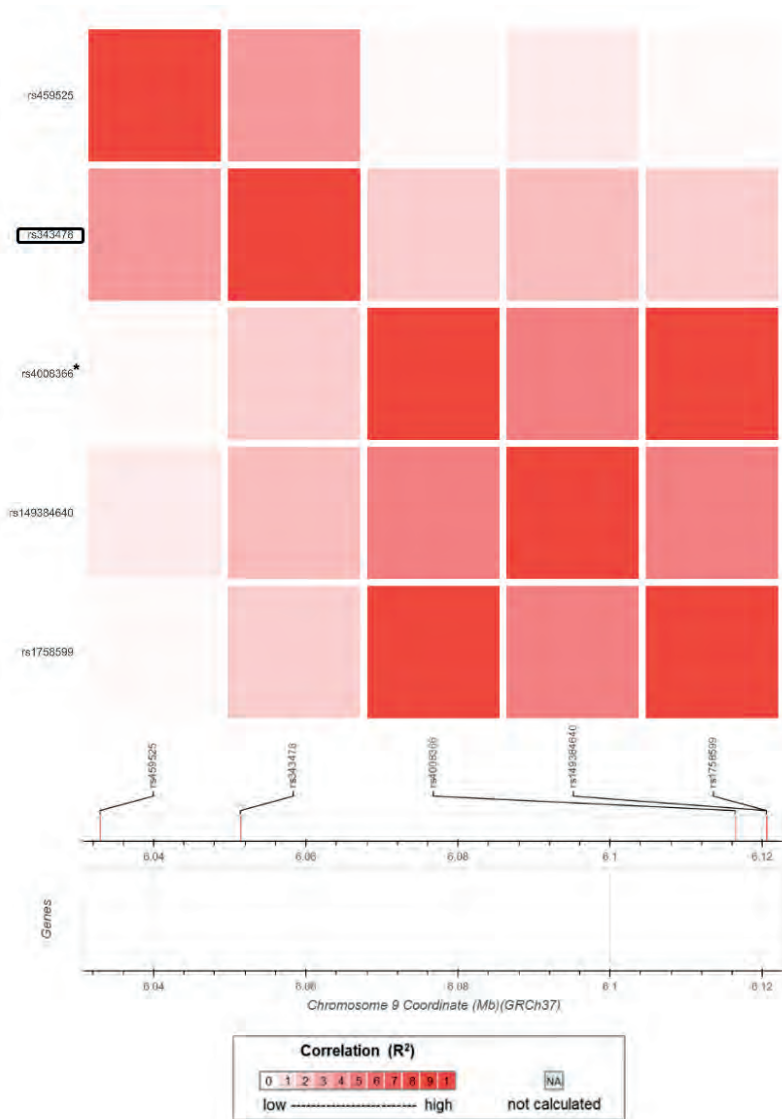 rs459525
rs343478
rs4008366*
rs149384640
rs1758599
rs459525
rs343478
rs4008366
rs149384640
rs1758599
6.04 6.06 6.08 6.1 6.12
Genes
6.04 6.06 6.08 6.1 6.12
Chromosome 9 Coordinate (Mb)(GRCh37)
Correlation (R²)
0 1 2 3 4 5 6 7 8 9 1 NA
low ---------------------- high not calculated